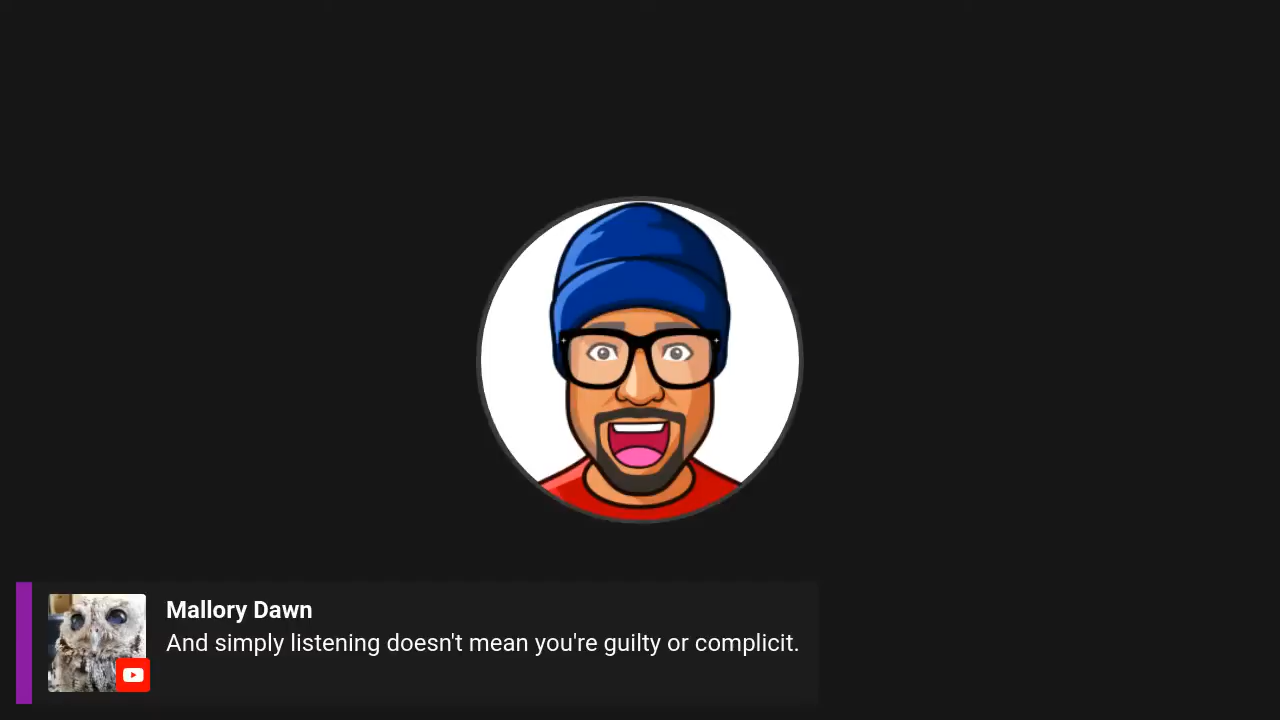 Mallory Dawn
And simply listening doesn't mean you're guilty or complicit.